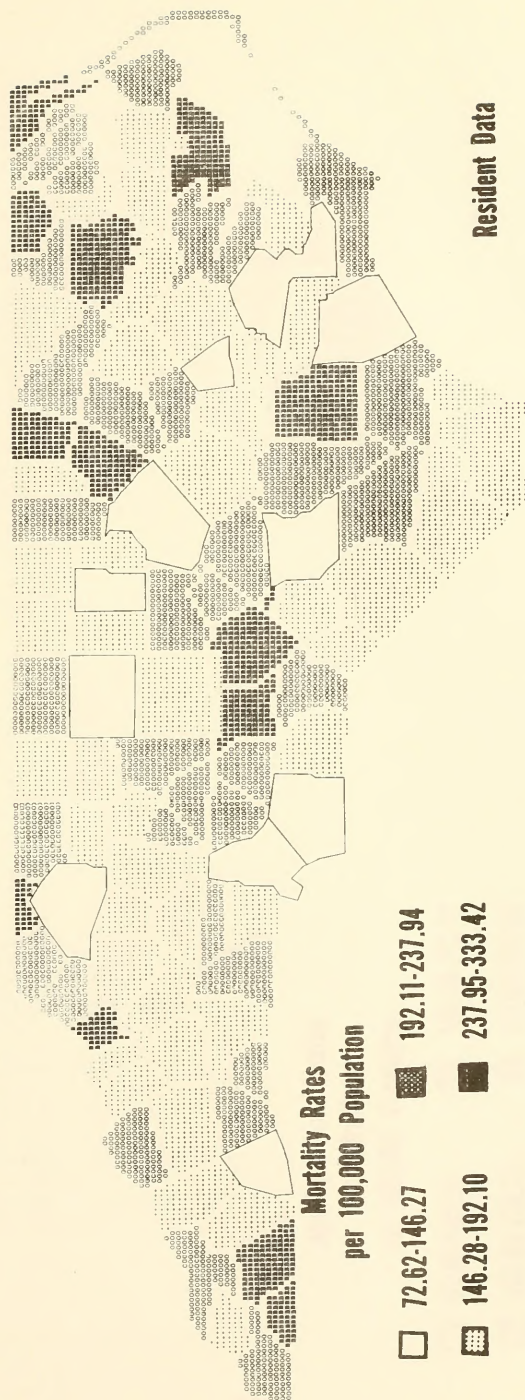 Mortality Rates
per 100,000 Population
72.62-146.27
192.11-237.94
146.28-192.10
237.95-333.42
Resident Data